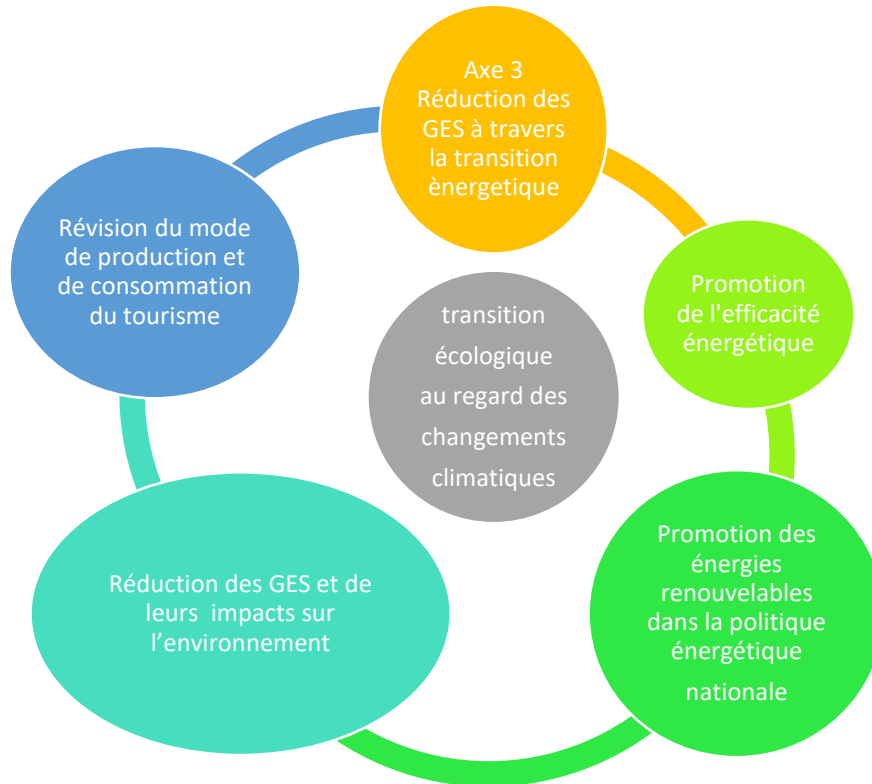 Axe 3
Réduction des
GES à travers
la transition
ènergetique
Promotion
de l'efficacité
énergétique
Promotion des
énergies
renouvelables
dans la politique
énergétique
nationale
Réduction des GES et de
leurs impacts sur
l’environnement
Révision du mode
de production et
de consommation
du tourisme
transition
écologique
au regard des
changements
climatiques